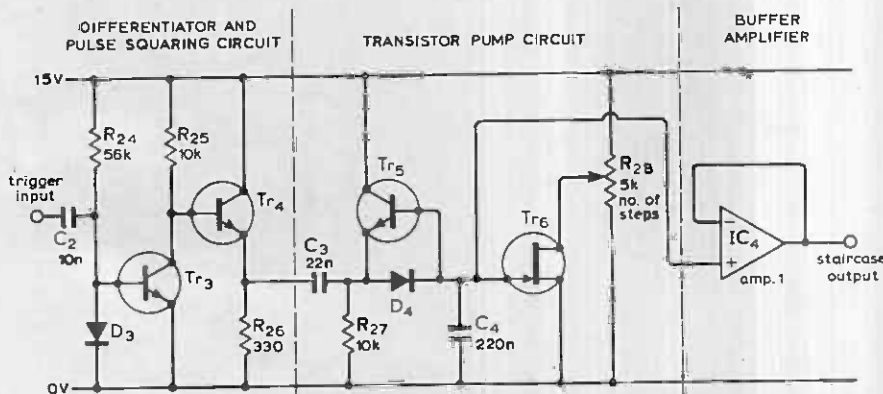 DIFFERENTIATOR AND
PULSE SQUARING CIRCUIT
TRANSISTOR PUMP CIRCUIT
BUFFER
AMPLIFIER
15V
R24
56k
R25
10k
trigger
input
C2
10n
Tr3
Tr4
D3
R26
330
C3
22n
R27
10k
Tr5
D4
C4
220n
Tr6
R28
5k
no. of
steps
−
IC4
+
amp. 1
staircase
output
0V